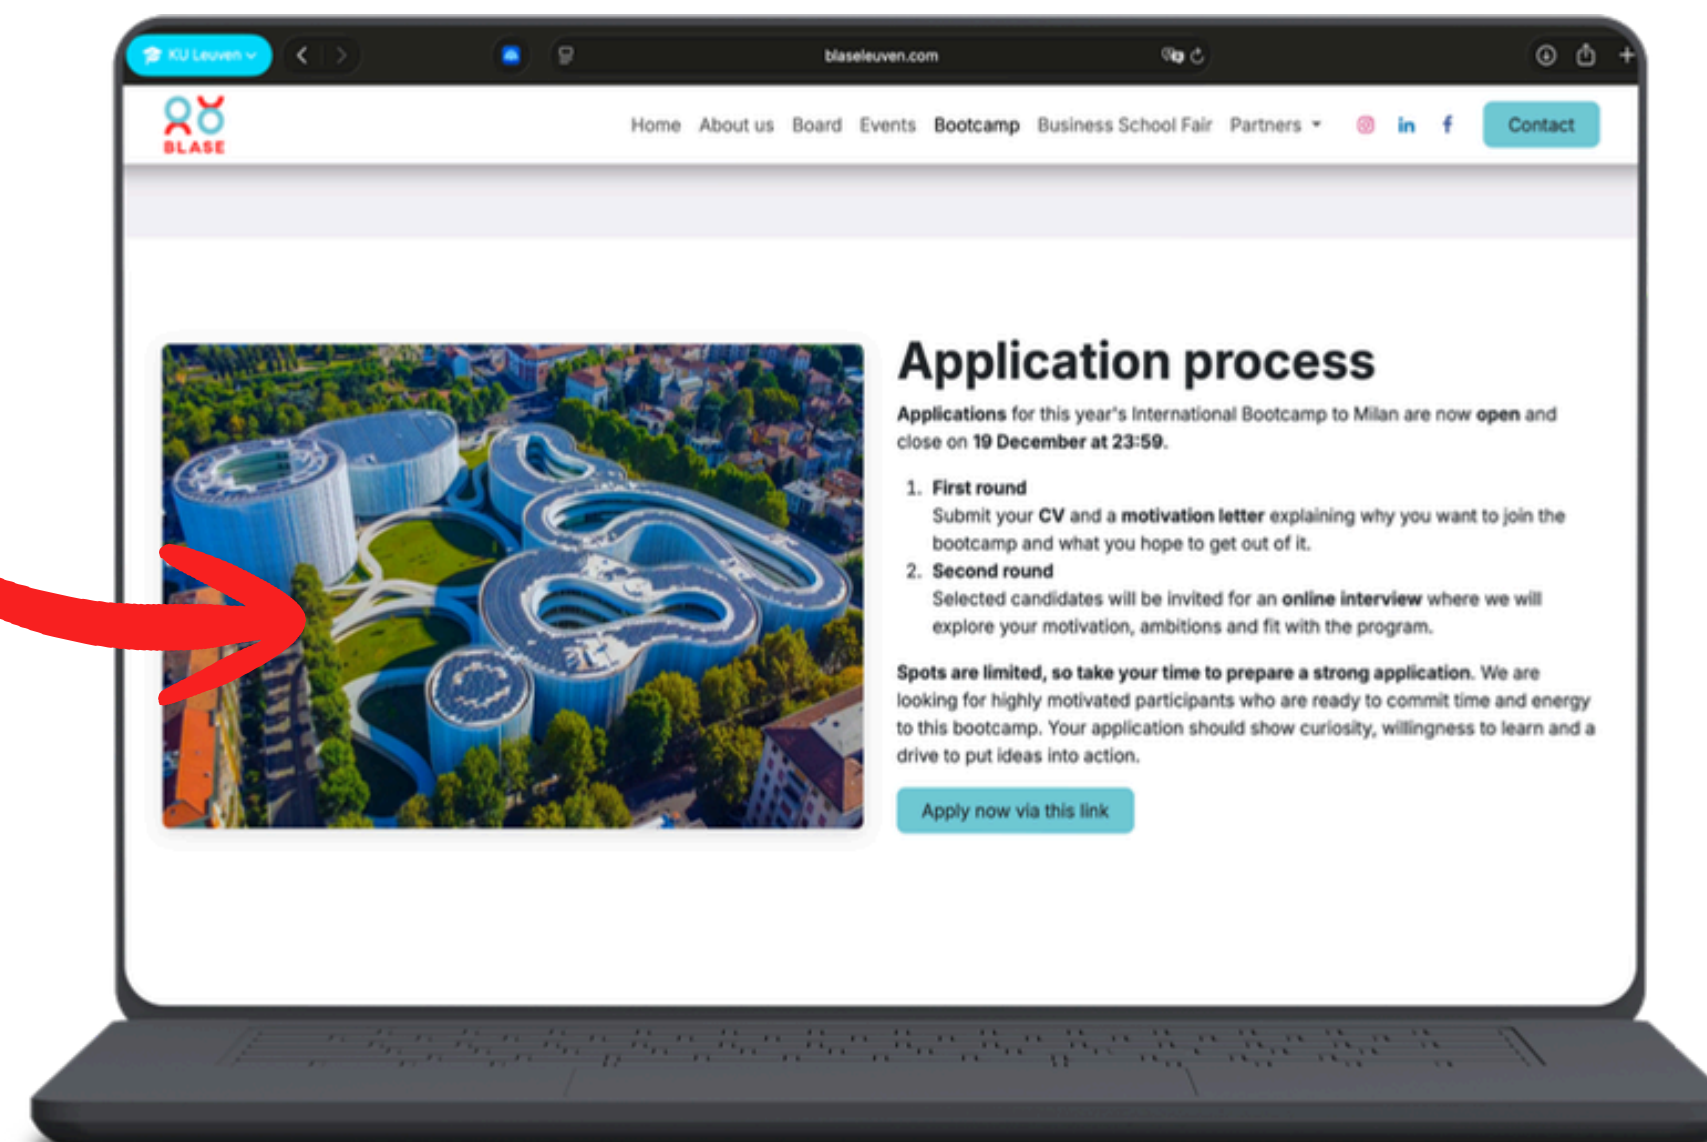 KU Leuven
blaseleuven.com
BLASE
Home About us Board Events Bootcamp Business School Fair Partners in f Contact
Application process
Applications for this year's International Bootcamp to Milan are now open and
close on 19 December at 23:59.
1. First round
Submit your CV and a motivation letter explaining why you want to join the
bootcamp and what you hope to get out of it.
2. Second round
Selected candidates will be invited for an online interview where we will
explore your motivation, ambitions and fit with the program.
Spots are limited, so take your time to prepare a strong application. We are
looking for highly motivated participants who are ready to commit time and energy
to this bootcamp. Your application should show curiosity, willingness to learn and a
drive to put ideas into action.
Apply now via this link